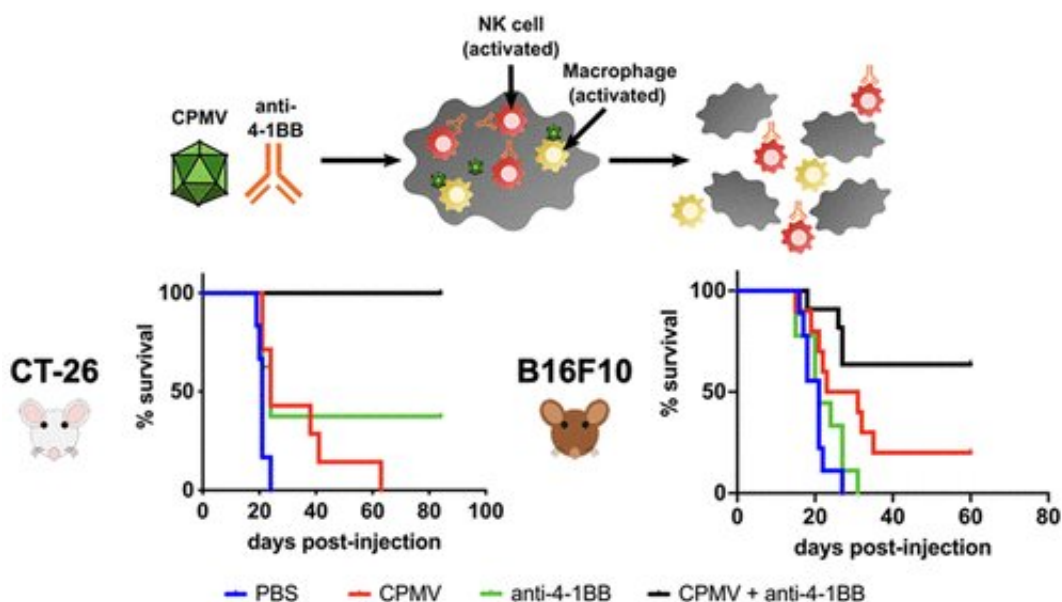 NK cell
(activated)
Macrophage
(activated)
CPMV
anti-
4-1BB
CT-26
% survival
100
50
0
0 20 40 60 80 100
days post-injection
B16F10
% survival
100
50
0
0 20 40 60 80
days post-injection
PBS CPMV anti-4-1BB CPMV + anti-4-1BB